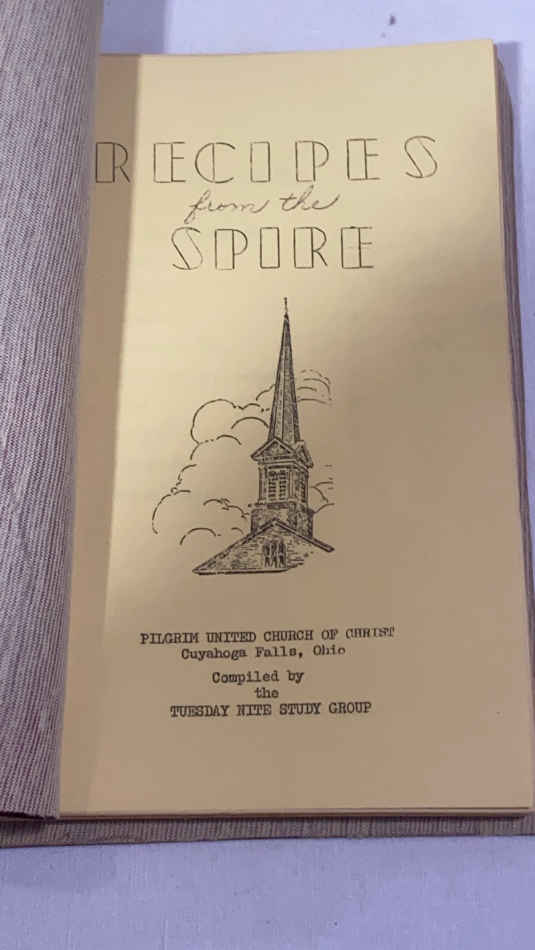 RECIPES
from the
SPIRE
PILGRIM UNITED CHURCH OF CHRIST
Cuyahoga Falls, Ohio
Compiled by
the
TUESDAY NITE STUDY GROUP